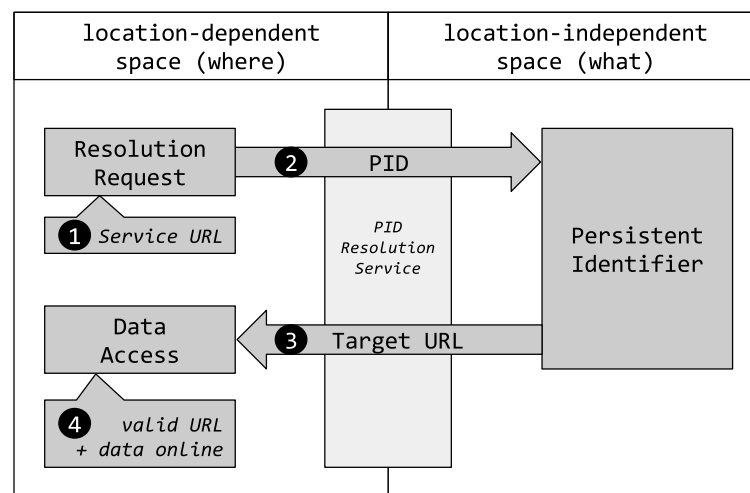 location-dependent
space (where)
location-independent
space (what)
Resolution
Request
2
PID
1
Service URL
PID
Resolution
Service
Persistent
Identifier
Data
Access
3
Target URL
4
valid URL
+ data online